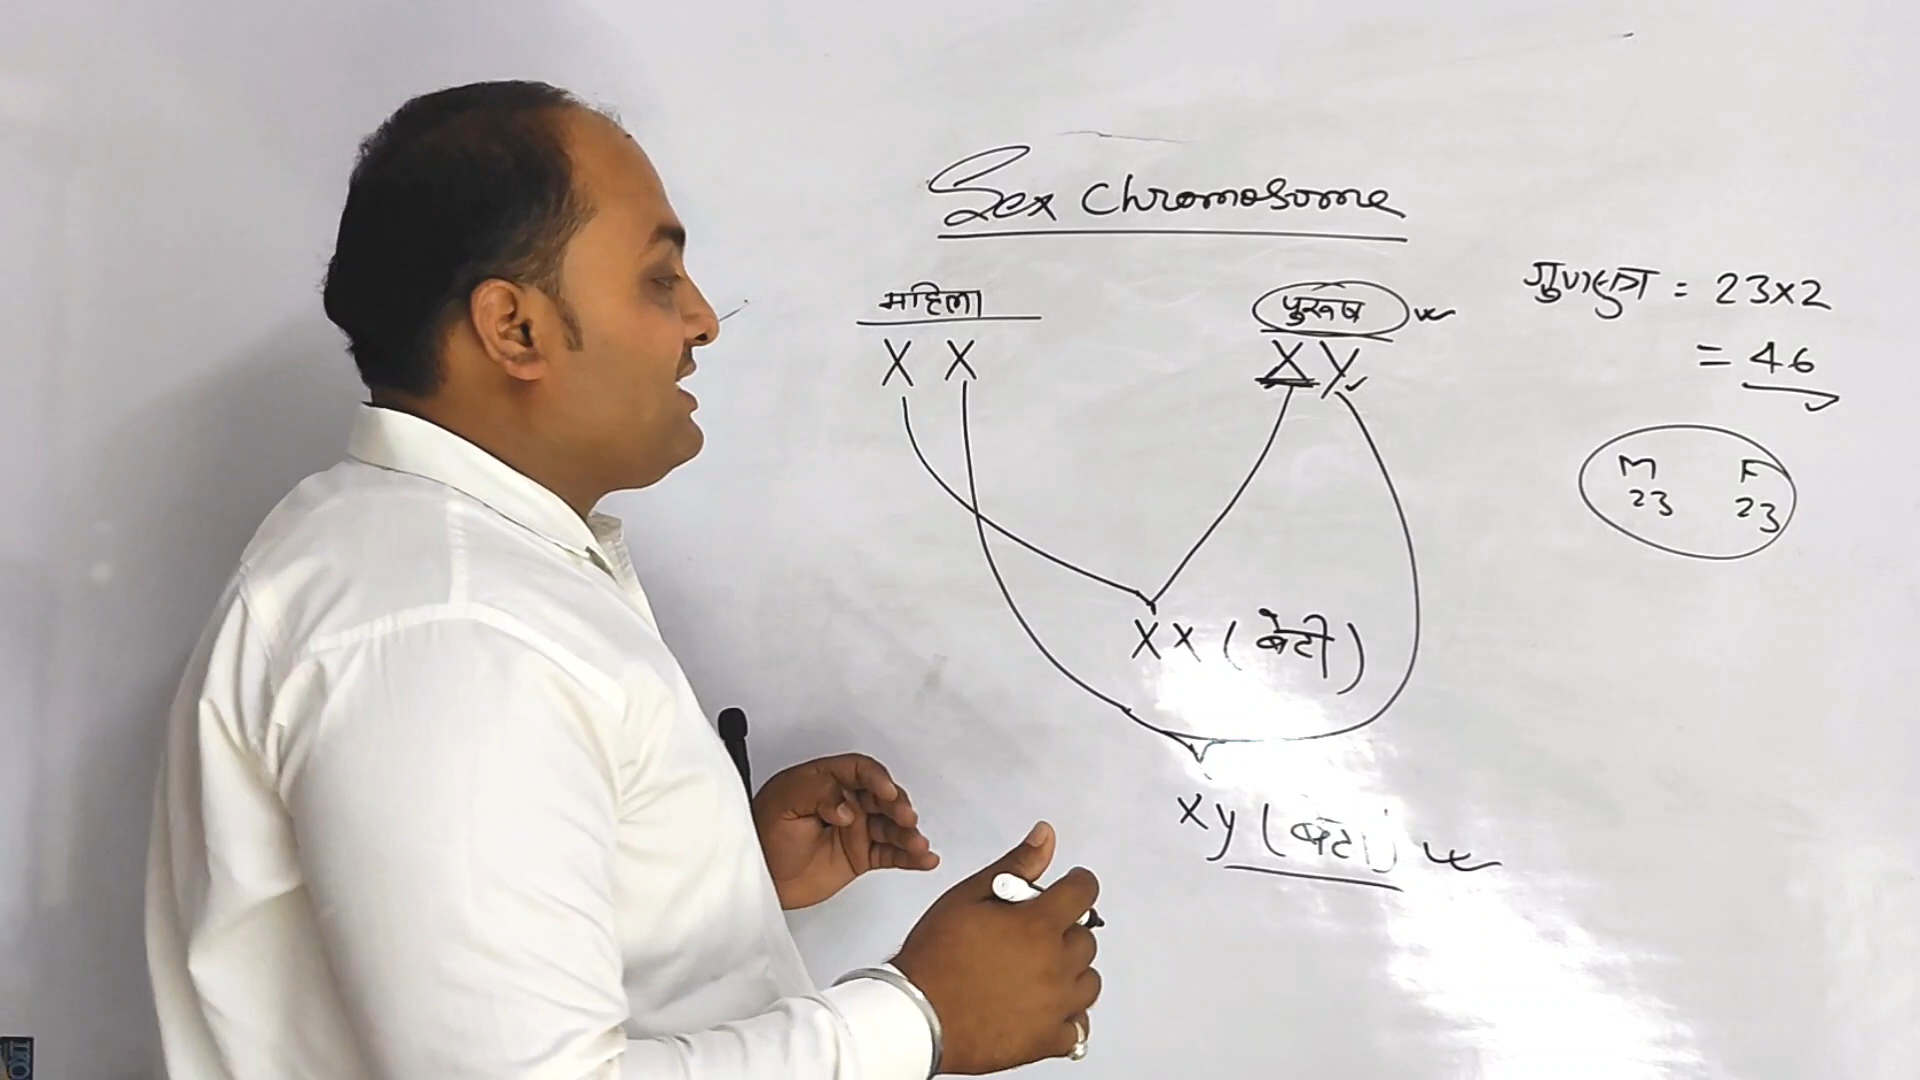 Sex Chromosome
महिला
X X
पुरूष
X Y
गुणसूत्र = 23x2
= 46
M F
23 23
Xx (बेटी)
xy (बेटा)